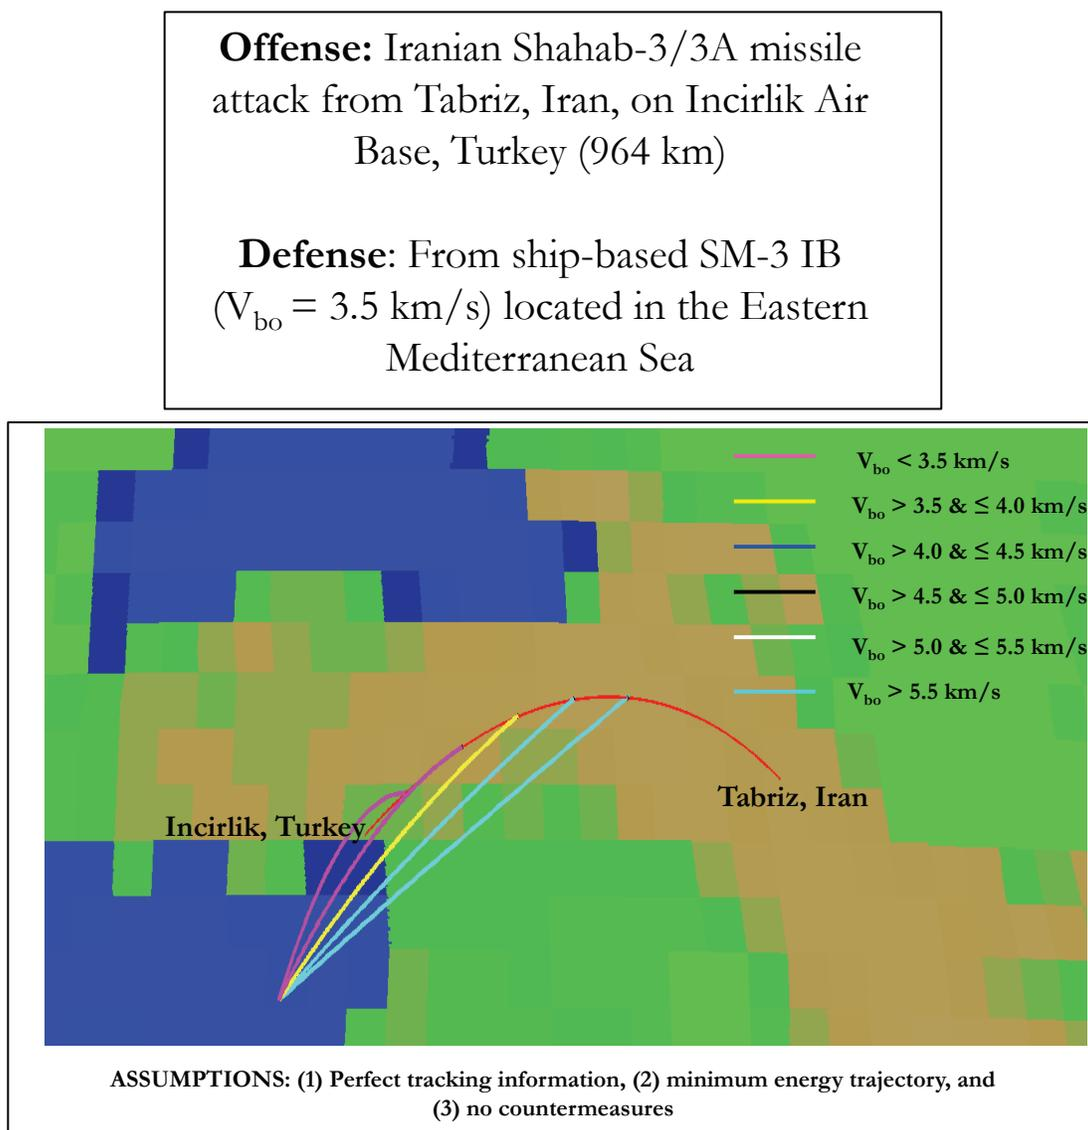 Offense: Iranian Shahab-3/3A missile
attack from Tabriz, Iran, on Incirlik Air
Base, Turkey (964 km)
Defense: From ship-based SM-3 IB
(Vbo = 3.5 km/s) located in the Eastern
Mediterranean Sea
Vbo < 3.5 km/s
Vbo > 3.5 & ≤ 4.0 km/s
Vbo > 4.0 & ≤ 4.5 km/s
Vbo > 4.5 & ≤ 5.0 km/s
Vbo > 5.0 & ≤ 5.5 km/s
Vbo > 5.5 km/s
Tabriz, Iran
Incirlik, Turkey
ASSUMPTIONS: (1) Perfect tracking information, (2) minimum energy trajectory, and
(3) no countermeasures